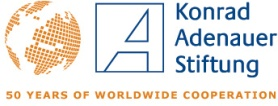 Konrad
Adenauer
Stiftung
50 YEARS OF WORLDWIDE COOPERATION